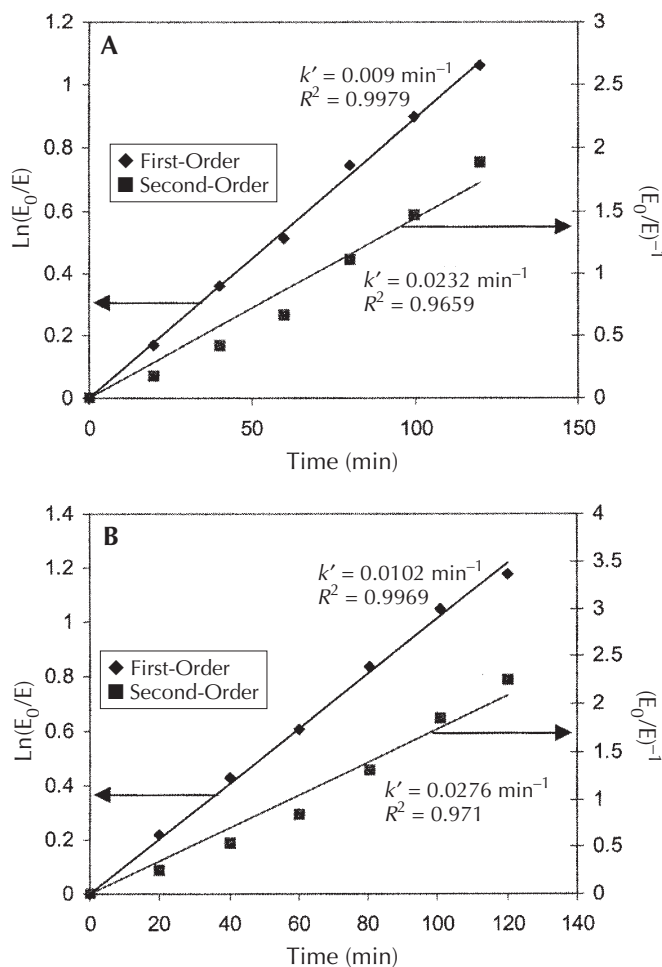 A
1.2
1
0.8
0.6
0.4
0.2
0
Ln(E₀/E)
3
2.5
2
1.5
1
0.5
0
(E₀/E)⁻¹
k′ = 0.009 min⁻¹
R² = 0.9979
First-Order
Second-Order
k′ = 0.0232 min⁻¹
R² = 0.9659
0 50 100 150
Time (min)
B
1.4
1.2
1
0.8
0.6
0.4
0.2
0
Ln(E₀/E)
4
3.5
3
2.5
2
1.5
1
0.5
0
(E₀/E)⁻¹
k′ = 0.0102 min⁻¹
R² = 0.9969
First-Order
Second-Order
k′ = 0.0276 min⁻¹
R² = 0.971
0 20 40 60 80 100 120 140
Time (min)